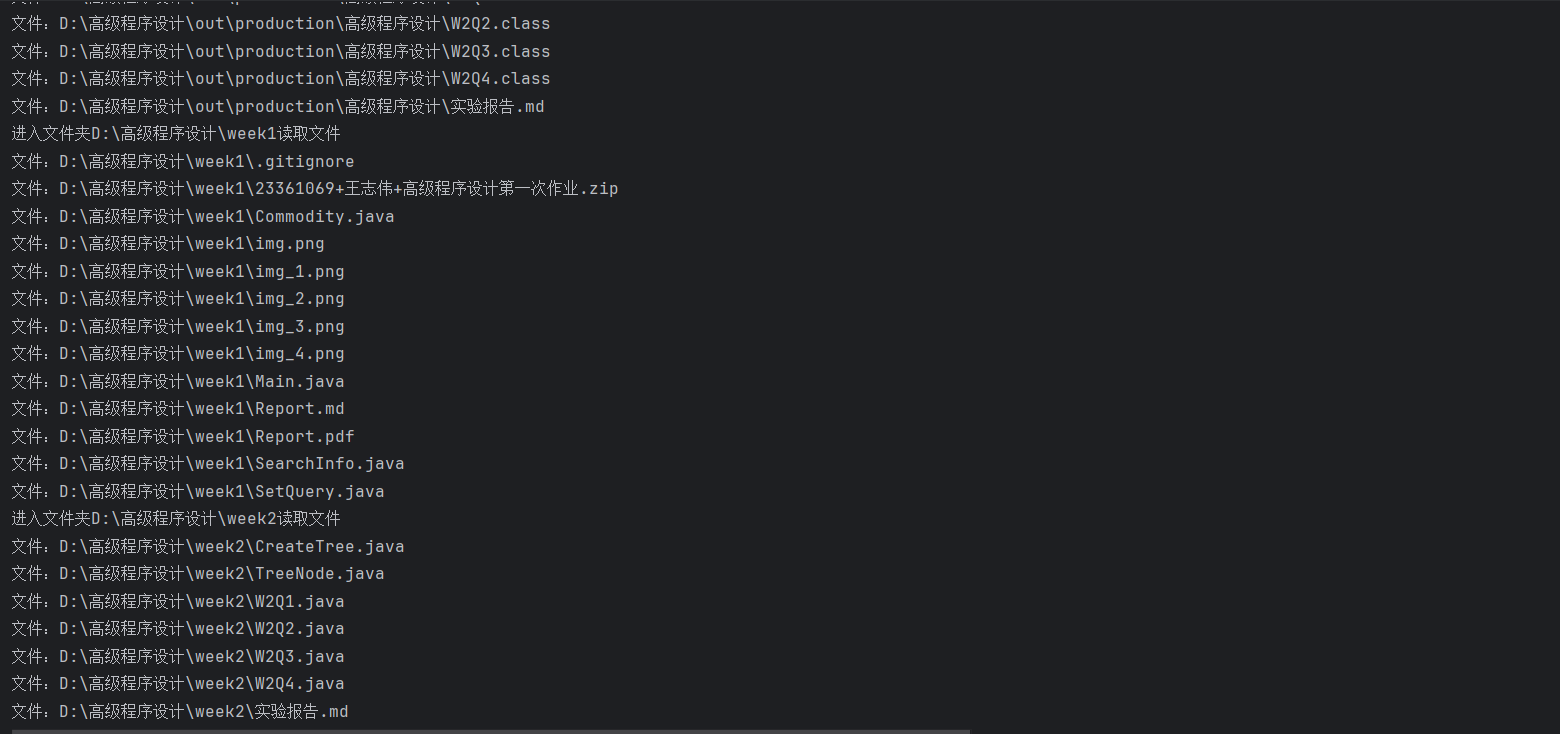 文件：D:\高级程序设计\out\production\高级程序设计\W2Q2.class
文件：D:\高级程序设计\out\production\高级程序设计\W2Q3.class
文件：D:\高级程序设计\out\production\高级程序设计\W2Q4.class
文件：D:\高级程序设计\out\production\高级程序设计\实验报告.md
进入文件夹D:\高级程序设计\week1读取文件
文件：D:\高级程序设计\week1\.gitignore
文件：D:\高级程序设计\week1\23361069+王志伟+高级程序设计第一次作业.zip
文件：D:\高级程序设计\week1\Commodity.java
文件：D:\高级程序设计\week1\img.png
文件：D:\高级程序设计\week1\img_1.png
文件：D:\高级程序设计\week1\img_2.png
文件：D:\高级程序设计\week1\img_3.png
文件：D:\高级程序设计\week1\img_4.png
文件：D:\高级程序设计\week1\Main.java
文件：D:\高级程序设计\week1\Report.md
文件：D:\高级程序设计\week1\Report.pdf
文件：D:\高级程序设计\week1\SearchInfo.java
文件：D:\高级程序设计\week1\SetQuery.java
进入文件夹D:\高级程序设计\week2读取文件
文件：D:\高级程序设计\week2\CreateTree.java
文件：D:\高级程序设计\week2\TreeNode.java
文件：D:\高级程序设计\week2\W2Q1.java
文件：D:\高级程序设计\week2\W2Q2.java
文件：D:\高级程序设计\week2\W2Q3.java
文件：D:\高级程序设计\week2\W2Q4.java
文件：D:\高级程序设计\week2\实验报告.md